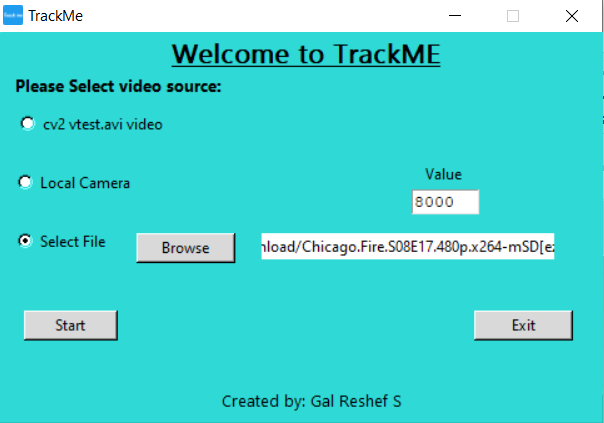 TrackMe
Welcome to TrackME
Please Select video source:
cv2 vtest.avi video
Local Camera
Value
8000
Select File
Browse
nload/Chicago.Fire.S08E17.480p.x264-mSD[ez
Start
Exit
Created by: Gal Reshef S